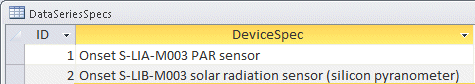 DataSeriesSpecs
ID DeviceSpec
1 Onset S-LIA-M003 PAR sensor
2 Onset S-LIB-M003 solar radiation sensor (silicon pyranometer)